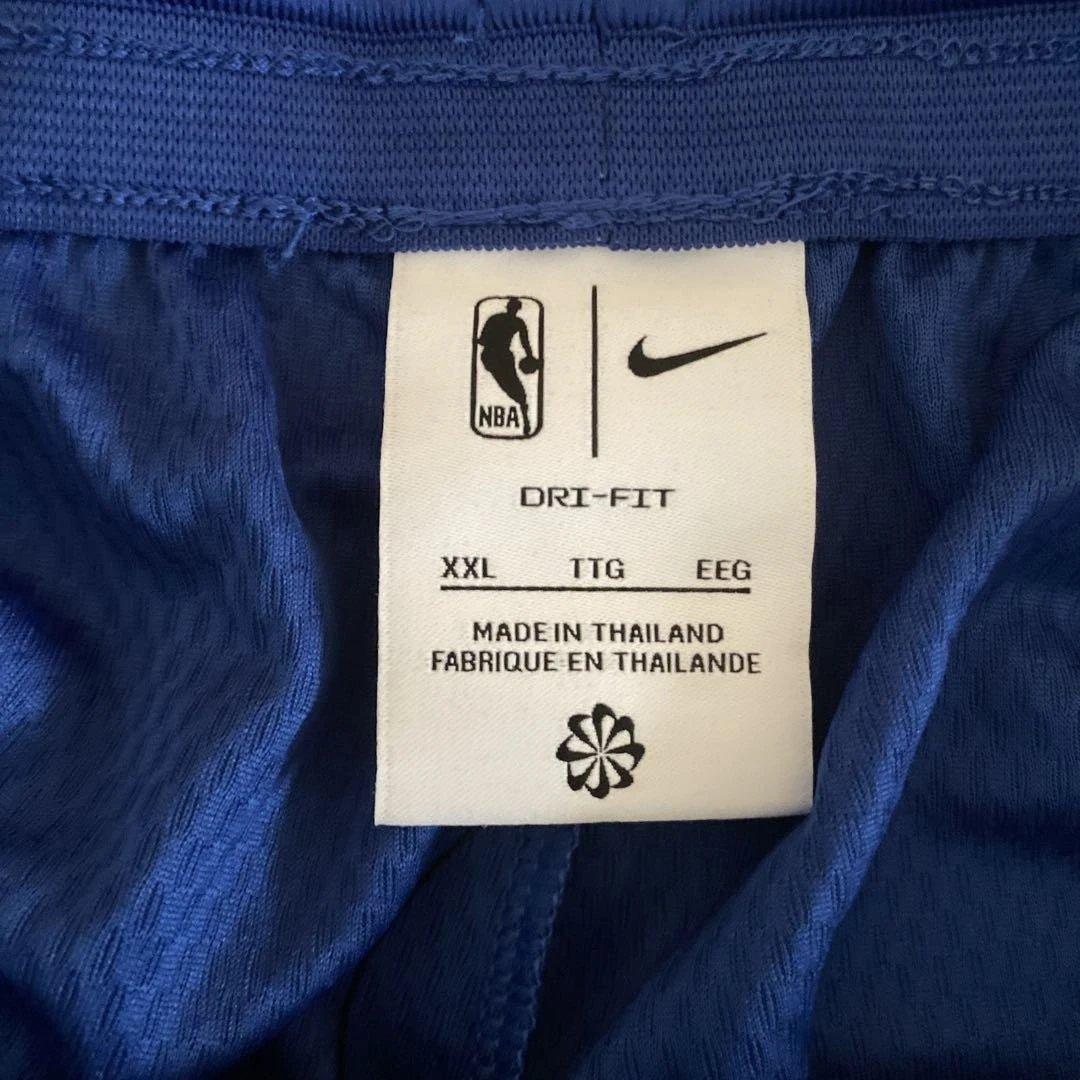 NBA
DRI-FIT
XXL TTG EEG
MADE IN THAILAND
FABRIQUE EN THAILANDE